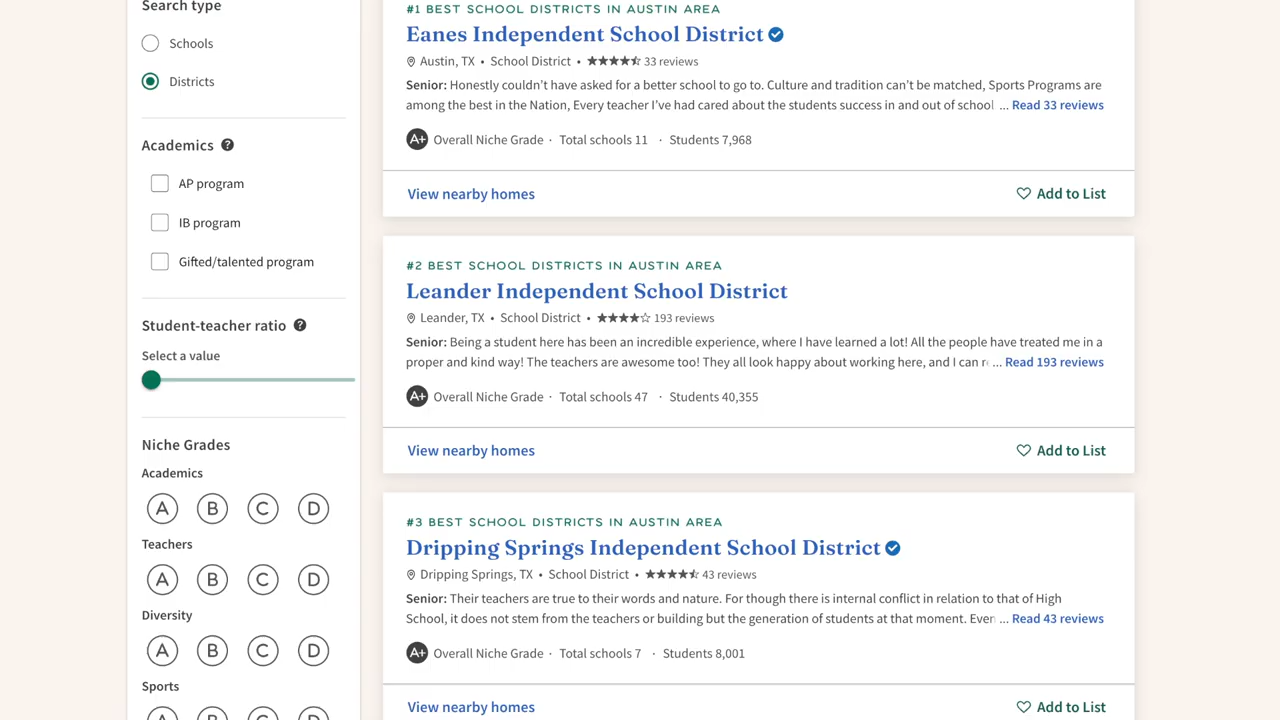 Search type
Schools
Districts
Academics ?
AP program
IB program
Gifted/talented program
Student-teacher ratio ?
Select a value
Niche Grades
Academics
A B C D
Teachers
A B C D
Diversity
A B C D
Sports
A B C D
#1 BEST SCHOOL DISTRICTS IN AUSTIN AREA
Eanes Independent School District
Austin, TX • School District • ★★★★ 33 reviews
Senior: Honestly couldn't have asked for a better school to go to. Culture and tradition can't be matched, Sports Programs are
among the best in the Nation, Every teacher I've had cared about the students success in and out of school ... Read 33 reviews
A+ Overall Niche Grade · Total schools 11 · Students 7,968
View nearby homes Add to List
#2 BEST SCHOOL DISTRICTS IN AUSTIN AREA
Leander Independent School District
Leander, TX • School District • ★★★★☆ 193 reviews
Senior: Being a student here has been an incredible experience, where I have learned a lot! All the people have treated me in a
proper and kind way! The teachers are awesome too! They all look happy about working here, and I can ... Read 193 reviews
A+ Overall Niche Grade · Total schools 47 · Students 40,355
View nearby homes Add to List
#3 BEST SCHOOL DISTRICTS IN AUSTIN AREA
Dripping Springs Independent School District
Dripping Springs, TX • School District • ★★★★ 43 reviews
Senior: Their teachers are true to their words and nature. For though there is internal conflict in relation to that of High
School, it does not stem from the teachers or building but the generation of students at that moment. Even ... Read 43 reviews
A+ Overall Niche Grade · Total schools 7 · Students 8,001
View nearby homes Add to List